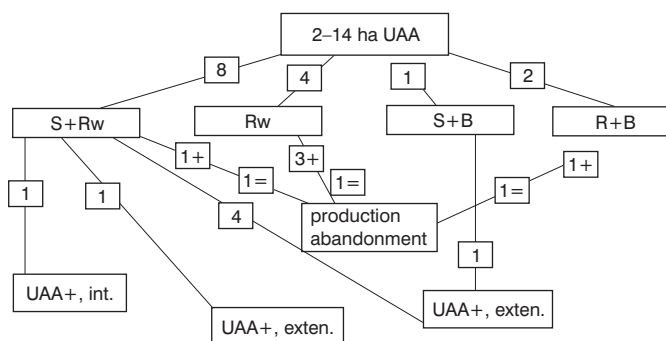 2–14 ha UAA
8
4
1
2
S+Rw
Rw
S+B
R+B
1+
3+
1+
1=
1=
1=
1
1
4
production
abandonment
1
UAA+, int.
UAA+, exten.
UAA+, exten.